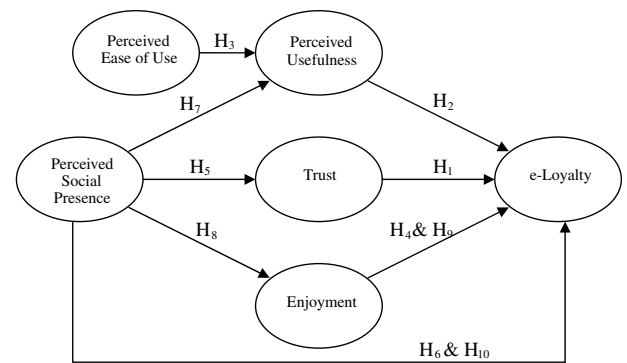 Perceived
Ease of Use
H3
Perceived
Usefulness
H7
H2
Perceived
Social
Presence
H5
Trust
H1
e-Loyalty
H8
H4 & H9
Enjoyment
H6 & H10